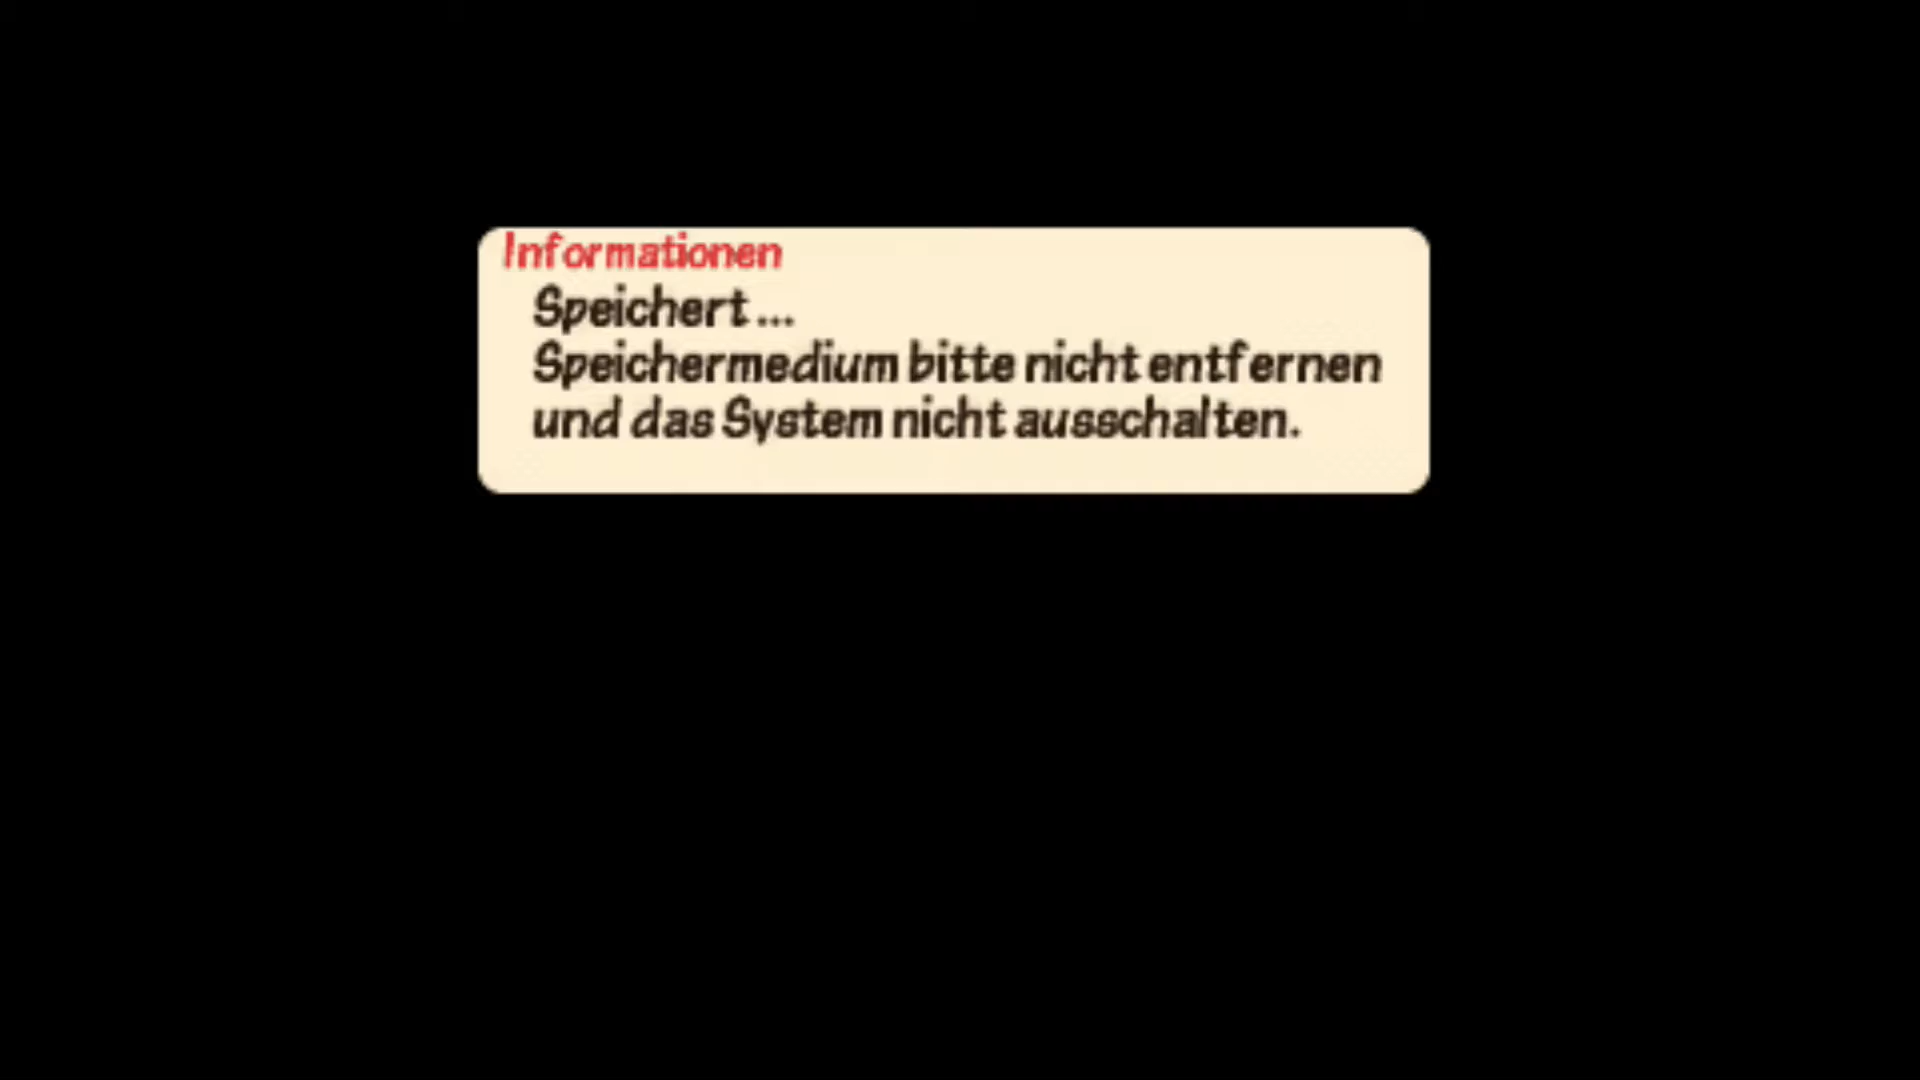 Informationen
Speichert ...
Speichermedium bitte nicht entfernen
und das System nicht ausschalten.